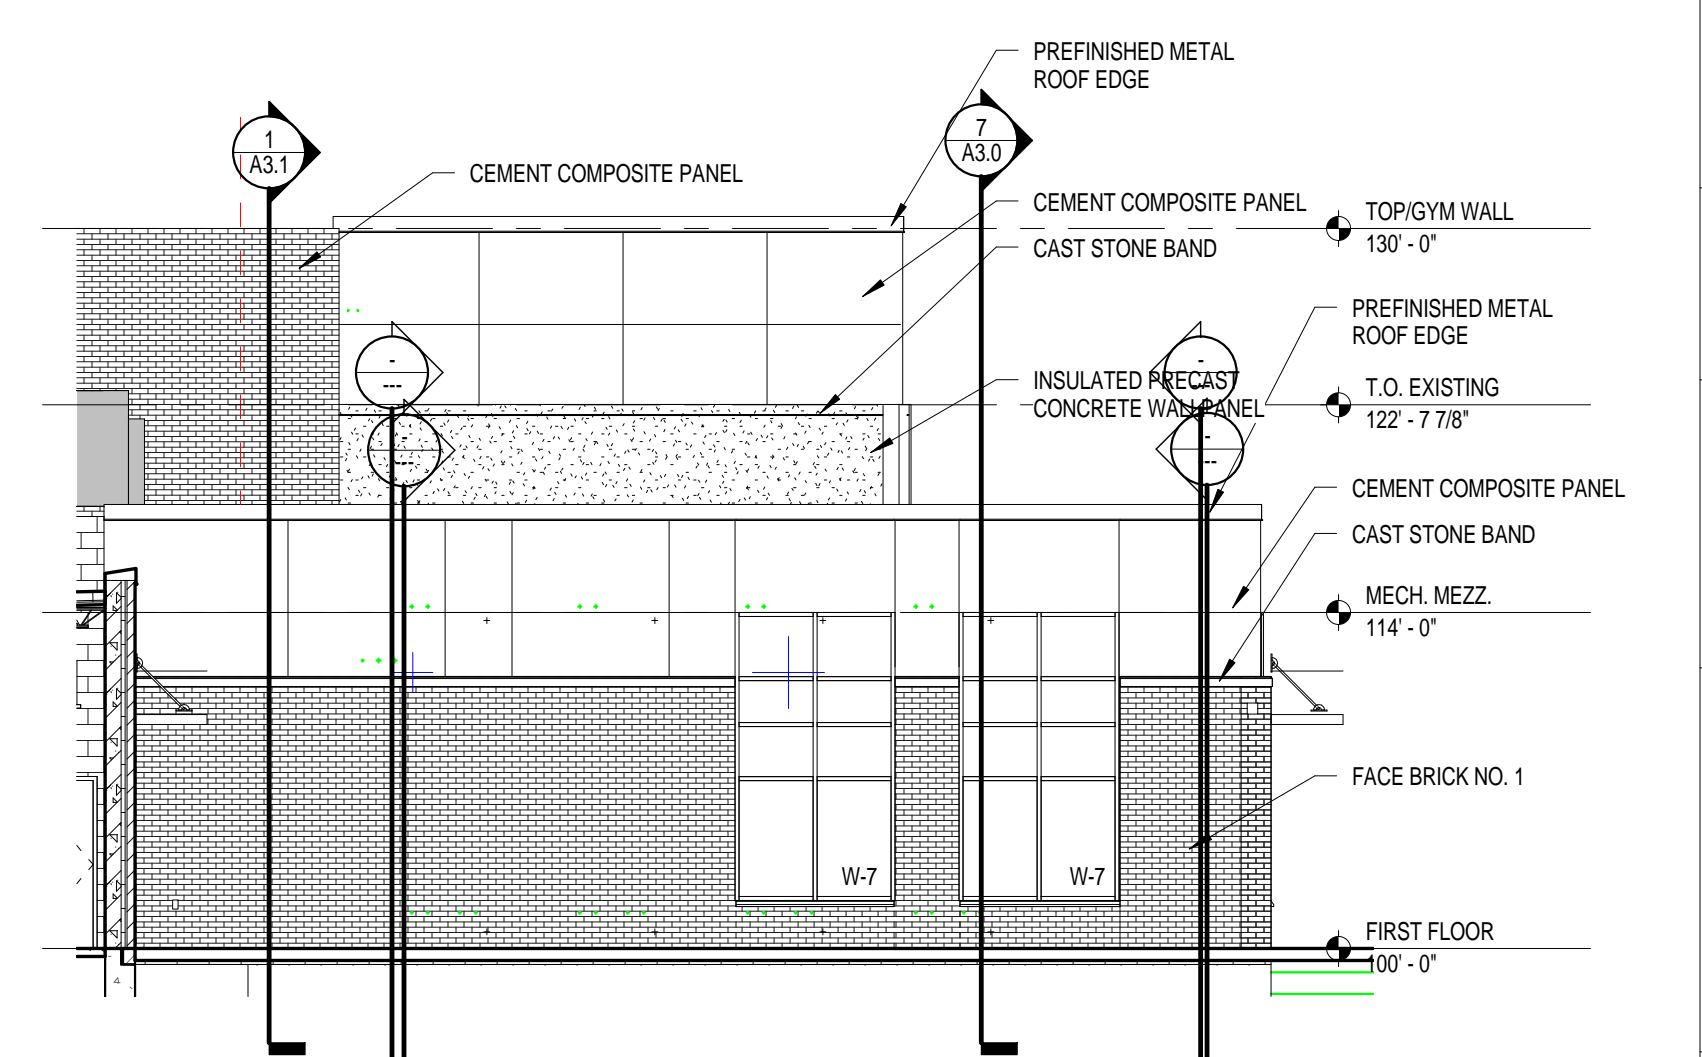 PREFINISHED METAL
ROOF EDGE
1
A3.1
7
A3.0
CEMENT COMPOSITE PANEL
CEMENT COMPOSITE PANEL
CAST STONE BAND
TOP/GYM WALL
130' - 0"
PREFINISHED METAL
ROOF EDGE
-
---
-
---
INSULATED PRECAST
CONCRETE WALL PANEL
T.O. EXISTING
122' - 7 7/8"
-
---
-
---
CEMENT COMPOSITE PANEL
CAST STONE BAND
MECH. MEZZ.
114' - 0"
FACE BRICK NO. 1
W-7
W-7
FIRST FLOOR
100' - 0"